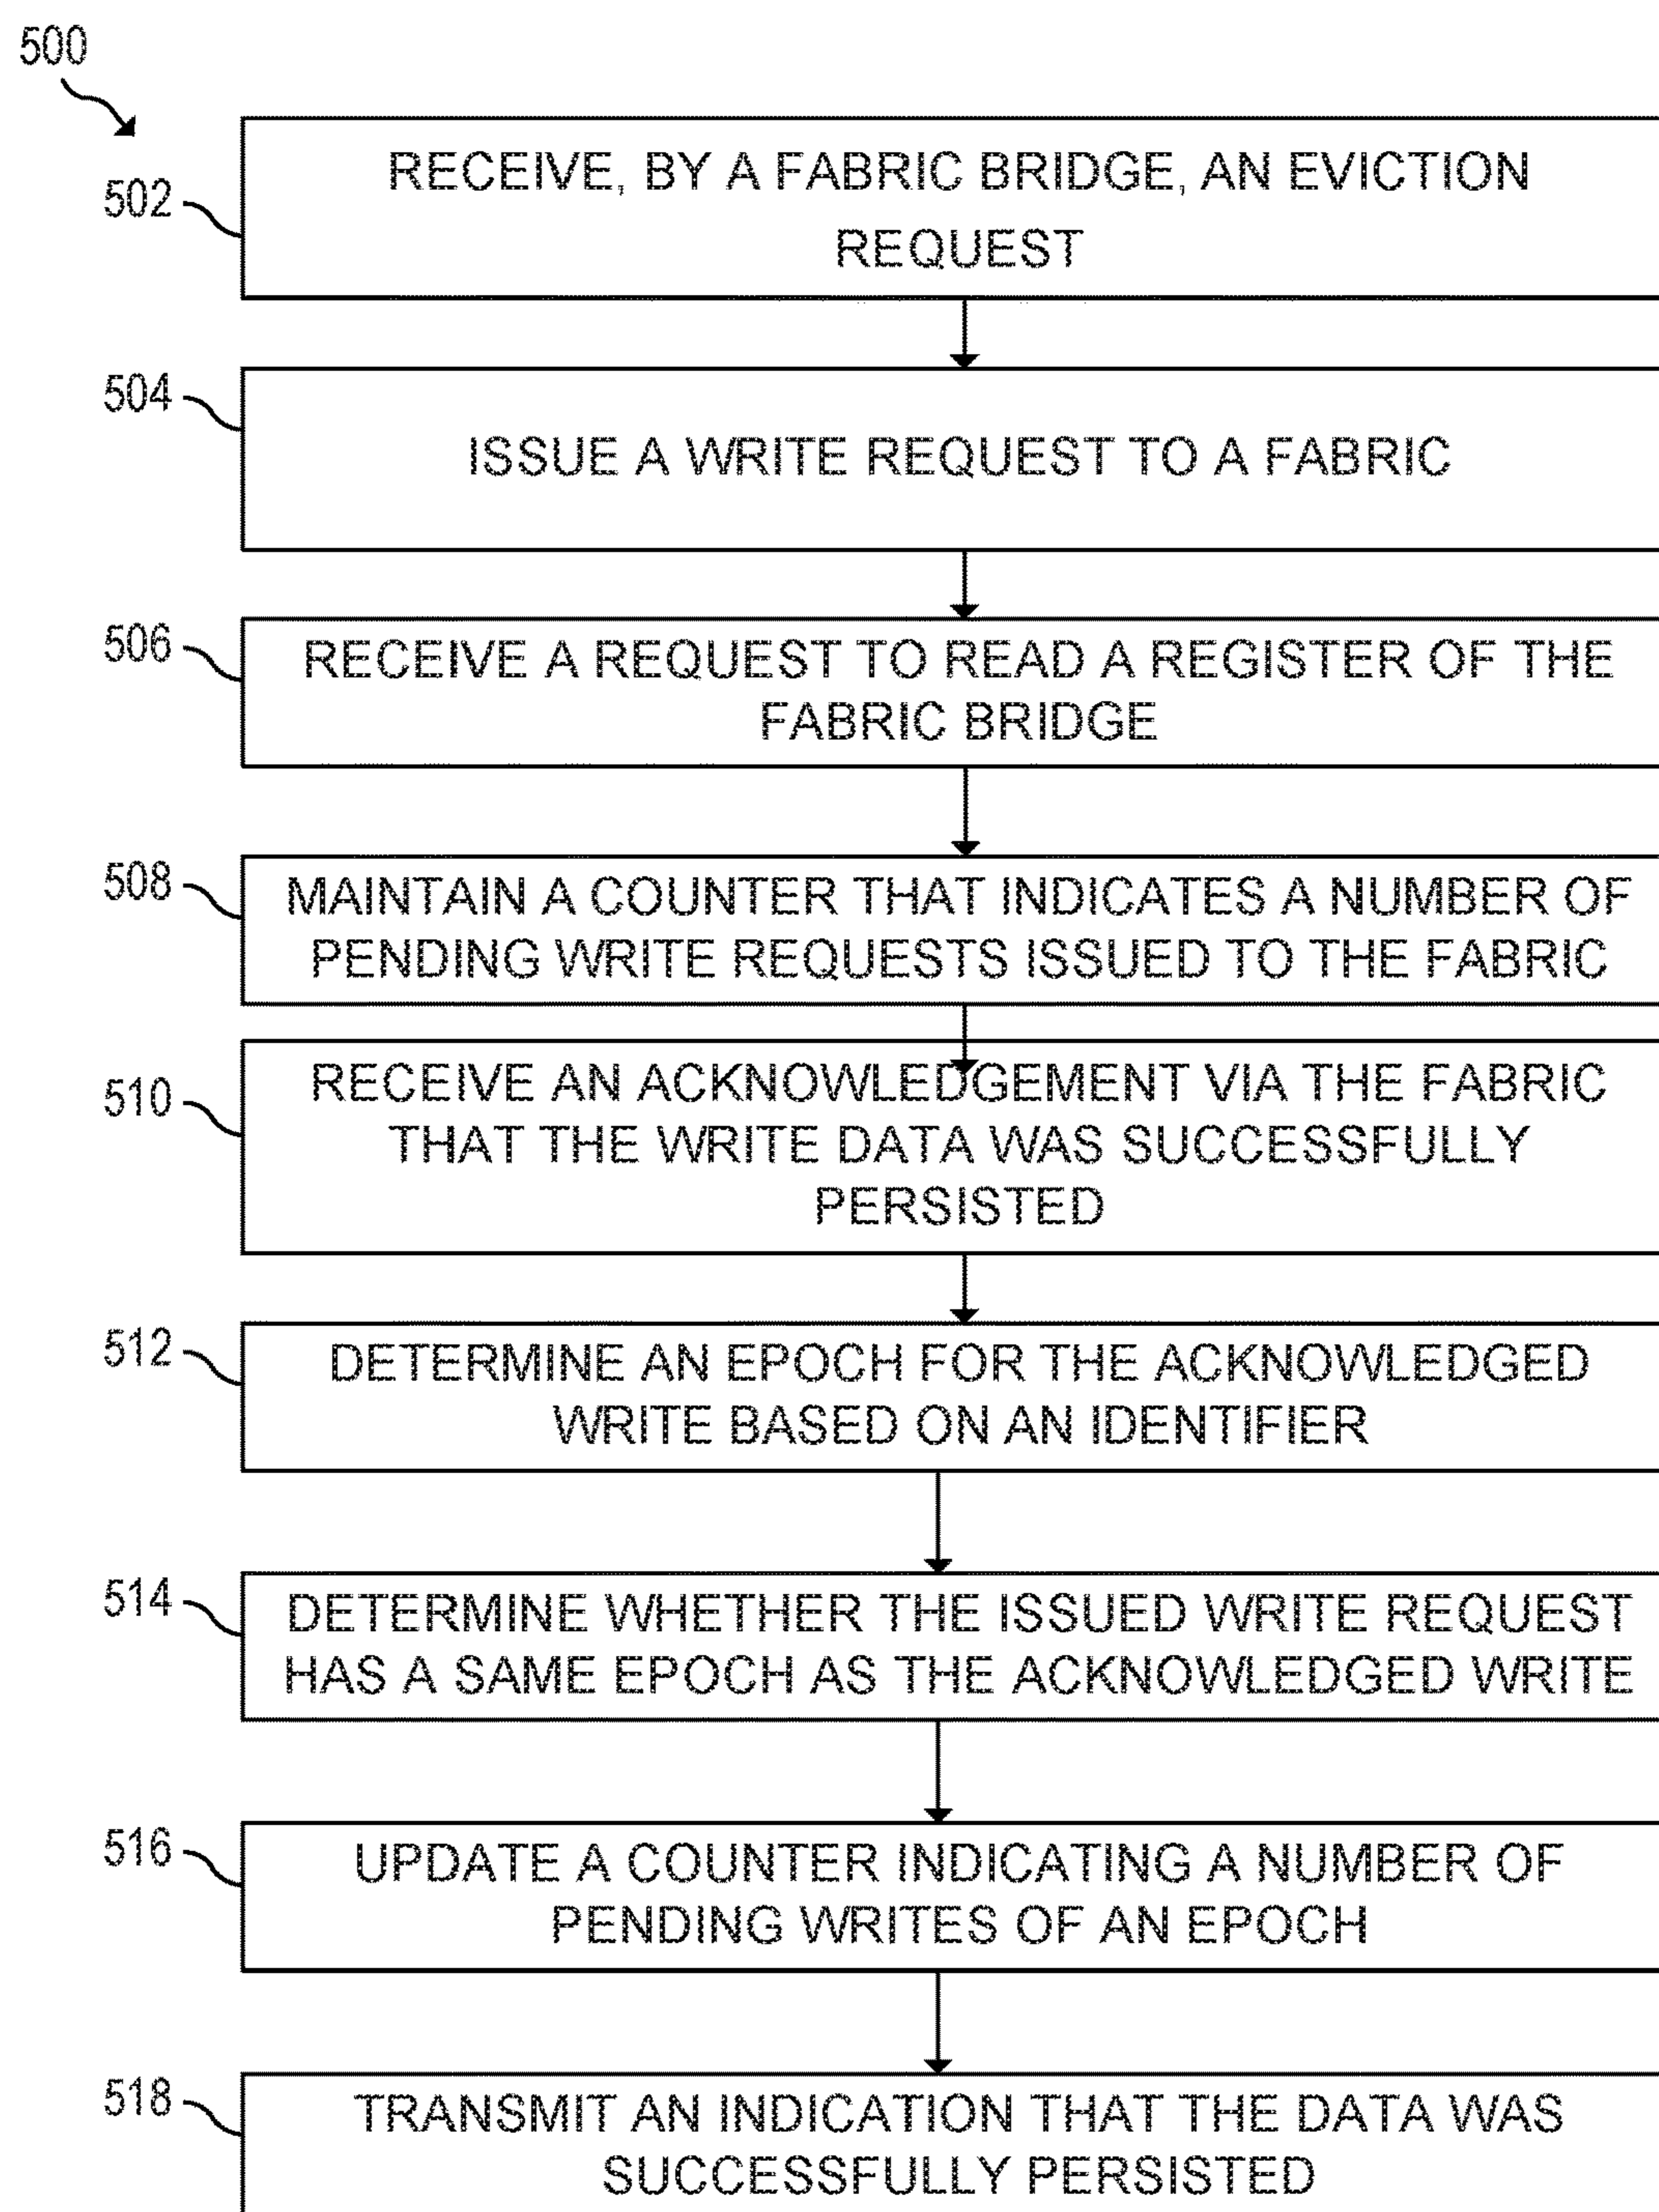 500
502
RECEIVE, BY A FABRIC BRIDGE, AN EVICTION
REQUEST
504
ISSUE A WRITE REQUEST TO A FABRIC
506
RECEIVE A REQUEST TO READ A REGISTER OF THE
FABRIC BRIDGE
508
MAINTAIN A COUNTER THAT INDICATES A NUMBER OF
PENDING WRITE REQUESTS ISSUED TO THE FABRIC
510
RECEIVE AN ACKNOWLEDGEMENT VIA THE FABRIC
THAT THE WRITE DATA WAS SUCCESSFULLY
PERSISTED
512
DETERMINE AN EPOCH FOR THE ACKNOWLEDGED
WRITE BASED ON AN IDENTIFIER
514
DETERMINE WHETHER THE ISSUED WRITE REQUEST
HAS A SAME EPOCH AS THE ACKNOWLEDGED WRITE
516
UPDATE A COUNTER INDICATING A NUMBER OF
PENDING WRITES OF AN EPOCH
518
TRANSMIT AN INDICATION THAT THE DATA WAS
SUCCESSFULLY PERSISTED